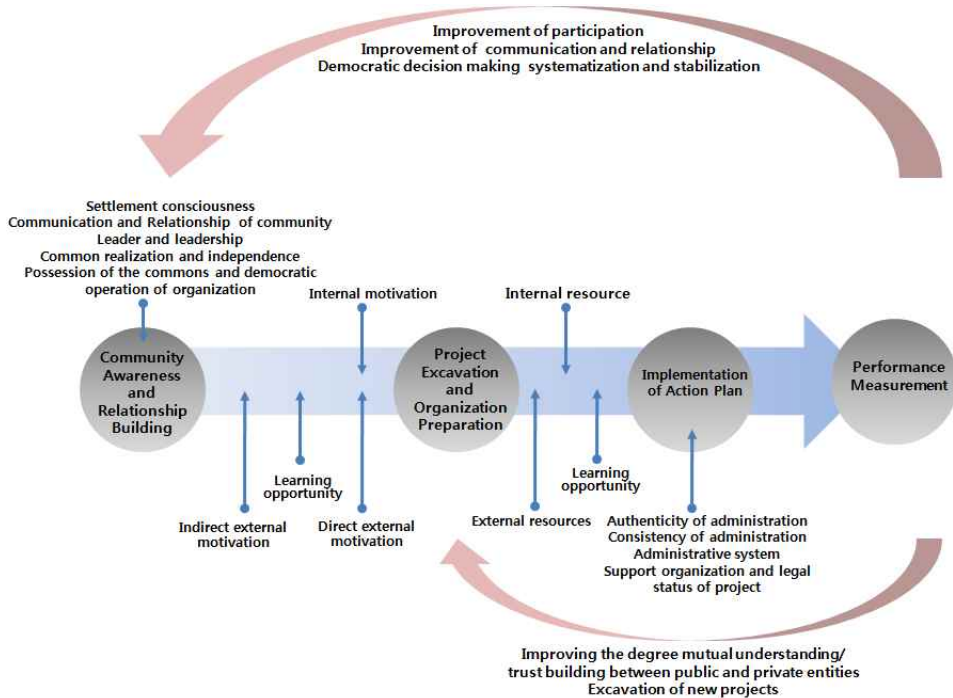 Improvement of participation
Improvement of communication and relationship
Democratic decision making systematization and stabilization
Settlement consciousness
Communication and Relationship of community
Leader and leadership
Common realization and independence
Possession of the commons and democratic
operation of organization
Internal motivation
Internal resource
Community
Awareness
and
Relationship
Building
Project
Excavation
and
Organization
Preparation
Implementation
of Action Plan
Performance
Measurement
Learning
opportunity
Indirect external
motivation
Direct external
motivation
Learning
opportunity
External resources
Authenticity of administration
Consistency of administration
Administrative system
Support organization and legal
status of project
Improving the degree mutual understanding/
trust building between public and private entities
Excavation of new projects